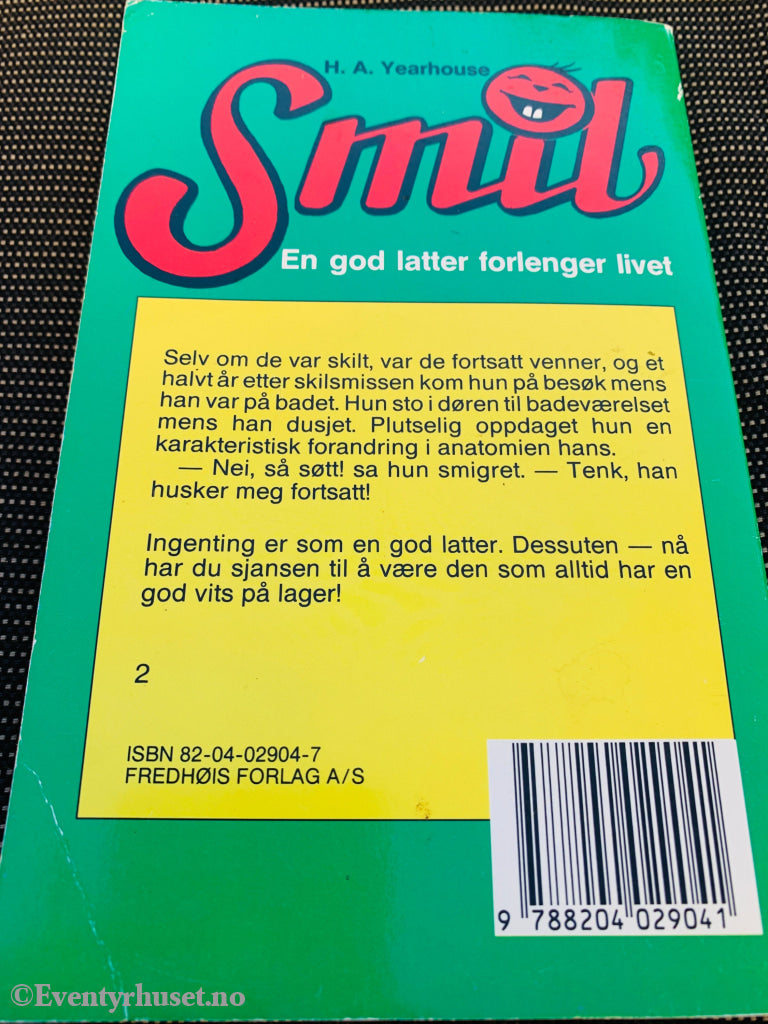 H. A. Yearhouse
Smil
En god latter forlenger livet
Selv om de var skilt, var de fortsatt venner, og et
halvt år etter skilsmissen kom hun på besøk mens
han var på badet. Hun sto i døren til badeværelset
mens han dusjet. Plutselig oppdaget hun en
karakteristisk forandring i anatomien hans.
— Nei, så søtt! sa hun smigret. — Tenk, han
husker meg fortsatt!
Ingenting er som en god latter. Dessuten — nå
har du sjansen til å være den som alltid har en
god vits på lager!
2
ISBN 82-04-02904-7
FREDHØIS FORLAG A/S
9 788204 029041
©Eventyrhuset.no